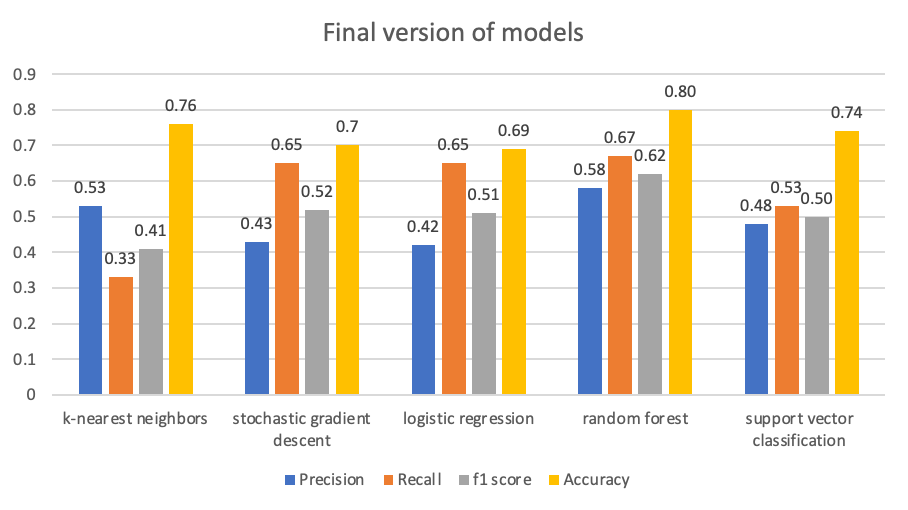 Final version of models
0.9
0.8
0.7
0.6
0.5
0.4
0.3
0.2
0.1
0
0.53
0.33
0.41
0.76
0.43
0.65
0.52
0.7
0.42
0.65
0.51
0.69
0.58
0.67
0.62
0.80
0.48
0.53
0.50
0.74
k-nearest neighbors
stochastic gradient
descent
logistic regression
random forest
support vector
classification
Precision
Recall
f1 score
Accuracy